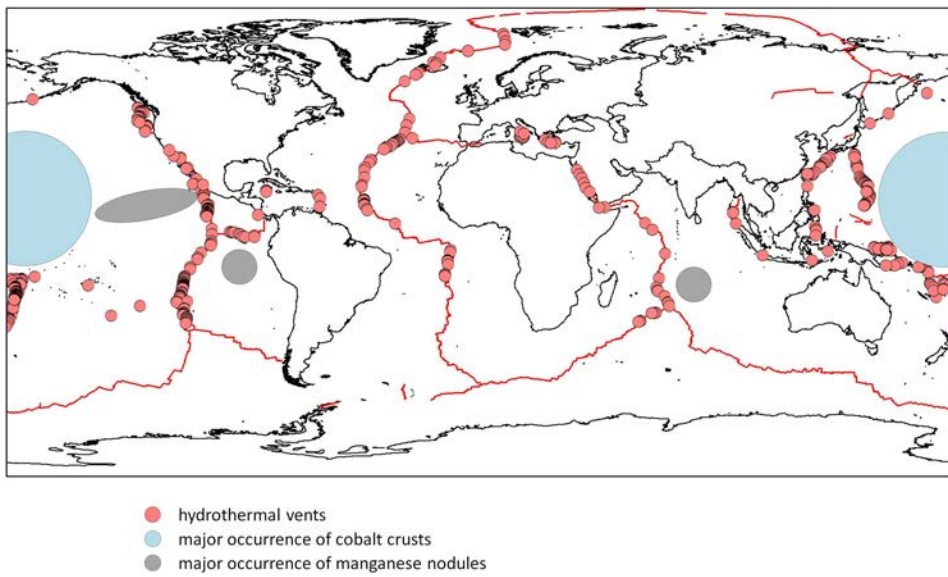 hydrothermal vents
major occurrence of cobalt crusts
major occurrence of manganese nodules